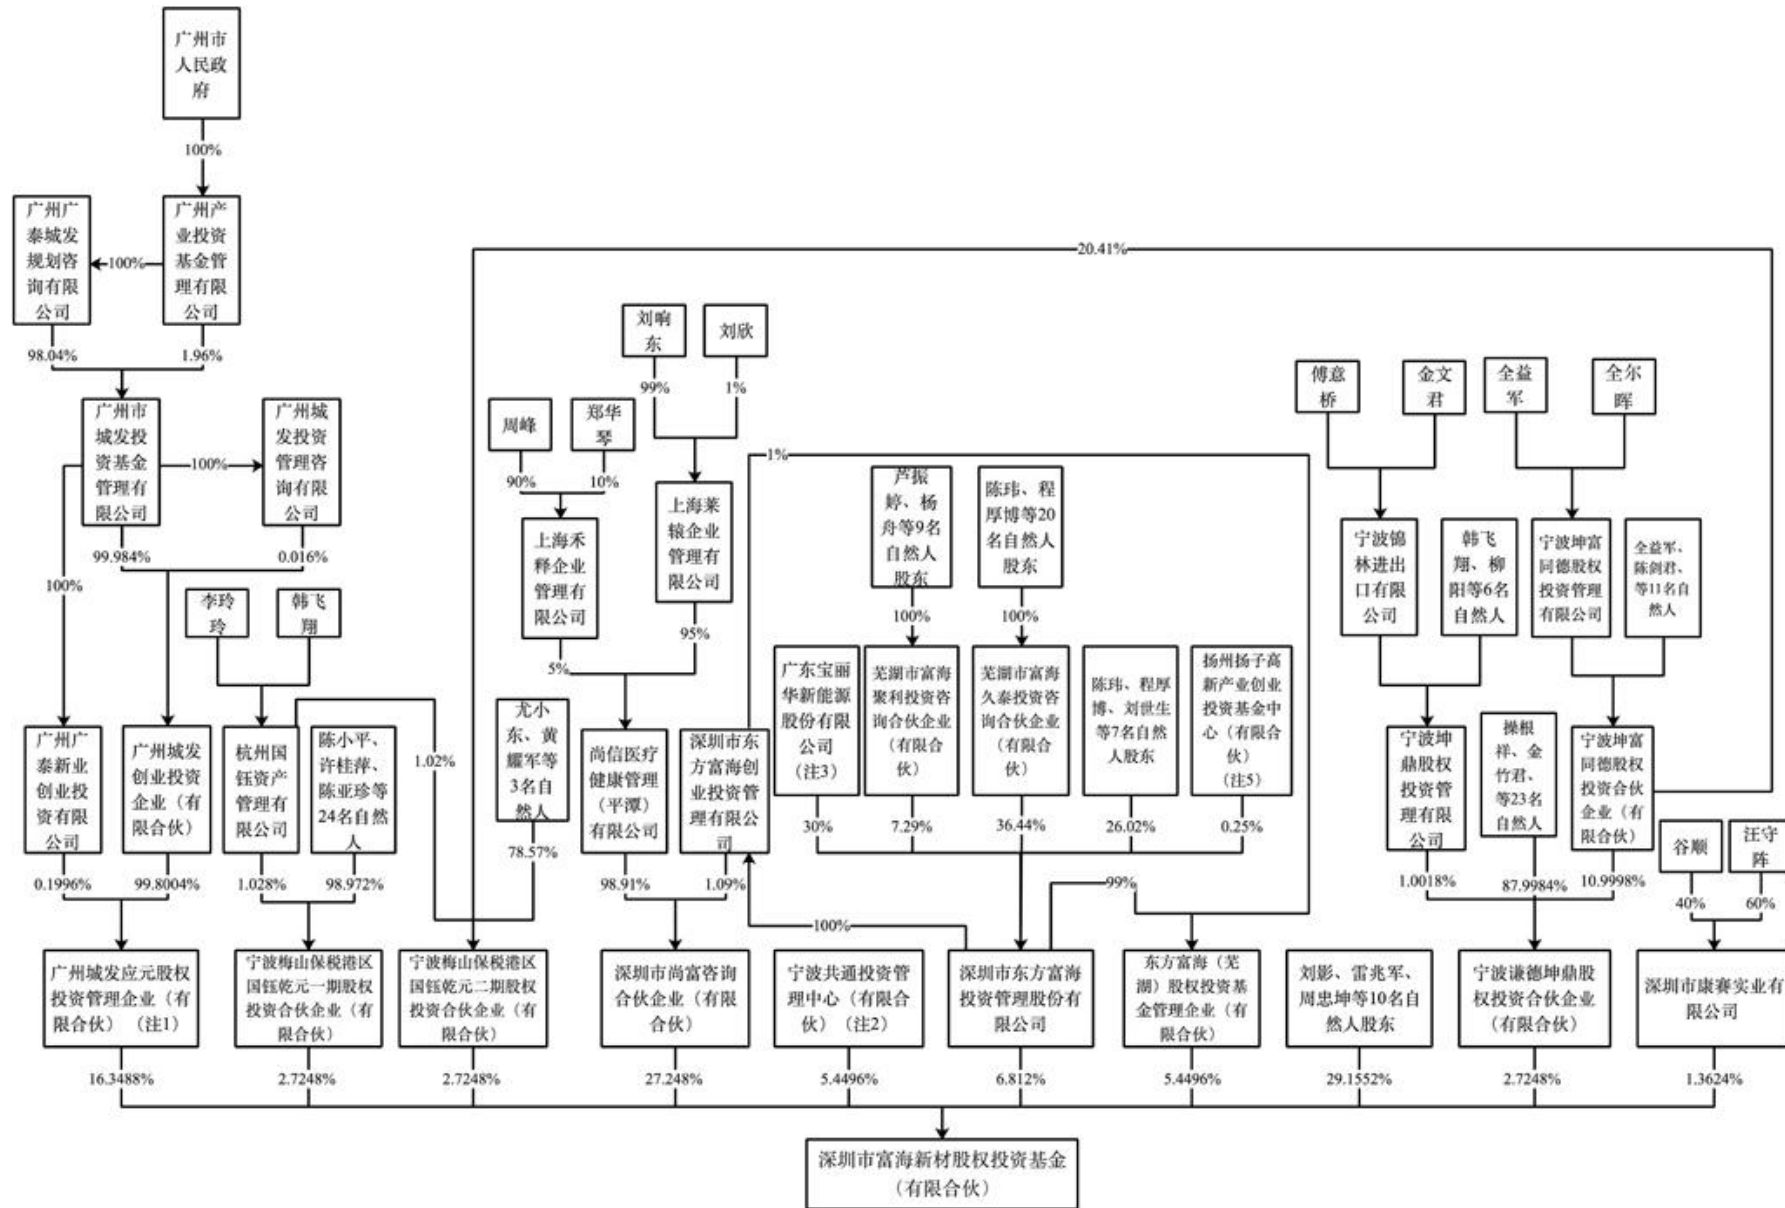 广州市
人民政
府
100%
广州广
泰城发
规划咨
询有限
公司
100%
广州产
业投资
基金管
理有限
公司
20.41%
98.04%
1.96%
刘响
东
刘欣
99%
1%
傅意
桥
金文
君
全益
军
全尔
晖
广州市
城发投
资基金
管理有
限公司
100%
广州城
发投资
管理咨
询有限
公司
周峰
郑华
琴
90%
10%
1%
芦振
婷、杨
舟等9名
自然人
股东
陈玮、程
厚博等20
名自然人
股东
上海禾
释企业
管理有
限公司
上海莱
辕企业
管理有
限公司
宁波锦
林进出
口有限
公司
韩飞
翔、柳
阳等6名
自然人
宁波坤富
同德股权
投资管理
有限公司
全益军、
陈剑君、
等11名自
然人
99.984%
0.016%
100%
李玲
玲
韩飞
翔
5%
95%
100%
100%
广东宝丽
华新能源
股份有限
公司
（注3）
芜湖市富海
聚利投资咨
询合伙企业
（有限合
伙）
芜湖市富海
久泰投资咨
询合伙企业
（有限合
伙）
陈玮、程厚
博、刘世生
等7名自然
人股东
扬州扬子高
新产业创业
投资基金中
心（有限合
伙）
（注5）
广州广
泰新业
创业投
资有限
公司
广州城发
创业投资
企业（有
限合伙）
杭州国
钰资产
管理有
限公司
陈小平、
许桂萍、
陈亚珍等
24名自然
人
1.02%
尤小
东、黄
耀军等
3名自
然人
尚信医疗
健康管理
（平潭）
有限公司
深圳市东
方富海创
业投资管
理有限公
司
宁波坤
鼎股权
投资管
理有限
公司
操根
祥、金
竹君、
等23名
自然人
宁波坤富
同德股权
投资合伙
企业（有
限合伙）
谷顺
汪守
阵
30%
7.29%
36.44%
26.02%
0.25%
78.57%
0.1996%
99.8004%
1.028%
98.972%
98.91%
1.09%
99%
1.0018%
87.9984%
10.9998%
40%
60%
100%
广州城发应元股权
投资管理企业（有
限合伙）（注1）
宁波梅山保税港区
国钰乾元一期股权
投资合伙企业（有
限合伙）
宁波梅山保税港区
国钰乾元二期股权
投资合伙企业（有
限合伙）
深圳市尚富咨询
合伙企业（有限
合伙）
宁波共通投资管
理中心（有限合
伙）（注2）
深圳市东方富海
投资管理股份有
限公司
东方富海（芜
湖）股权投资基
金管理企业（有
限合伙）
刘影、雷兆军、
周忠坤等10名自
然人股东
宁波谦德坤鼎股
权投资合伙企业
（有限合伙）
深圳市康赛实业有
限公司
16.3488%
2.7248%
2.7248%
27.248%
5.4496%
6.812%
5.4496%
29.1552%
2.7248%
1.3624%
深圳市富海新材股权投资基金
（有限合伙）